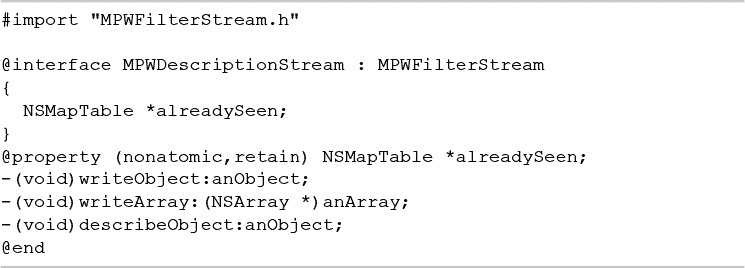 #import "MPWFilterStream.h"

@interface MPWDescriptionStream : MPWFilterStream
{
  NSMapTable *alreadySeen;
}
@property (nonatomic,retain) NSMapTable *alreadySeen;
-(void)writeObject:anObject;
-(void)writeArray:(NSArray *)anArray;
-(void)describeObject:anObject;
@end